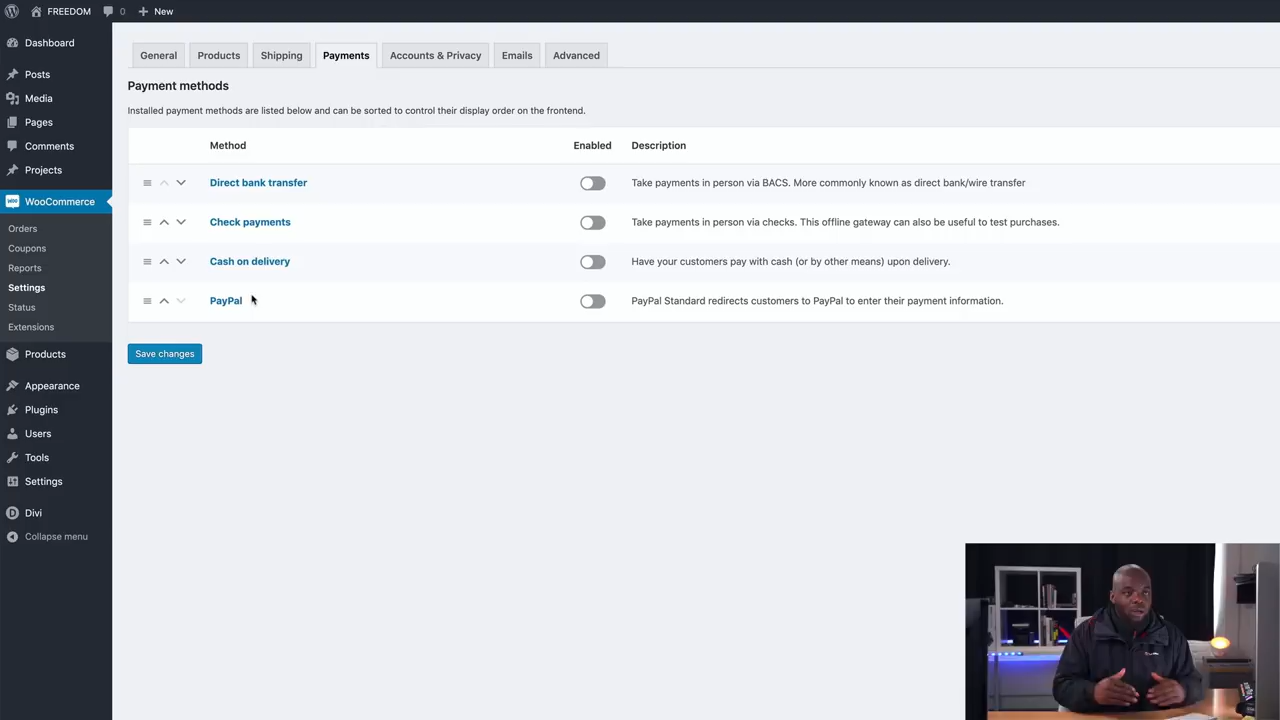 FREEDOM 0 New
Dashboard
Posts
Media
Pages
Comments
Projects
WooCommerce
Orders
Coupons
Reports
Settings
Status
Extensions
Products
Appearance
Plugins
Users
Tools
Settings
Divi
Collapse menu
General Products Shipping Payments Accounts & Privacy Emails Advanced
Payment methods
Installed payment methods are listed below and can be sorted to control their display order on the frontend.
Method Enabled Description
Direct bank transfer Take payments in person via BACS. More commonly known as direct bank/wire transfer
Check payments Take payments in person via checks. This offline gateway can also be useful to test purchases.
Cash on delivery Have your customers pay with cash (or by other means) upon delivery.
PayPal PayPal Standard redirects customers to PayPal to enter their payment information.
Save changes